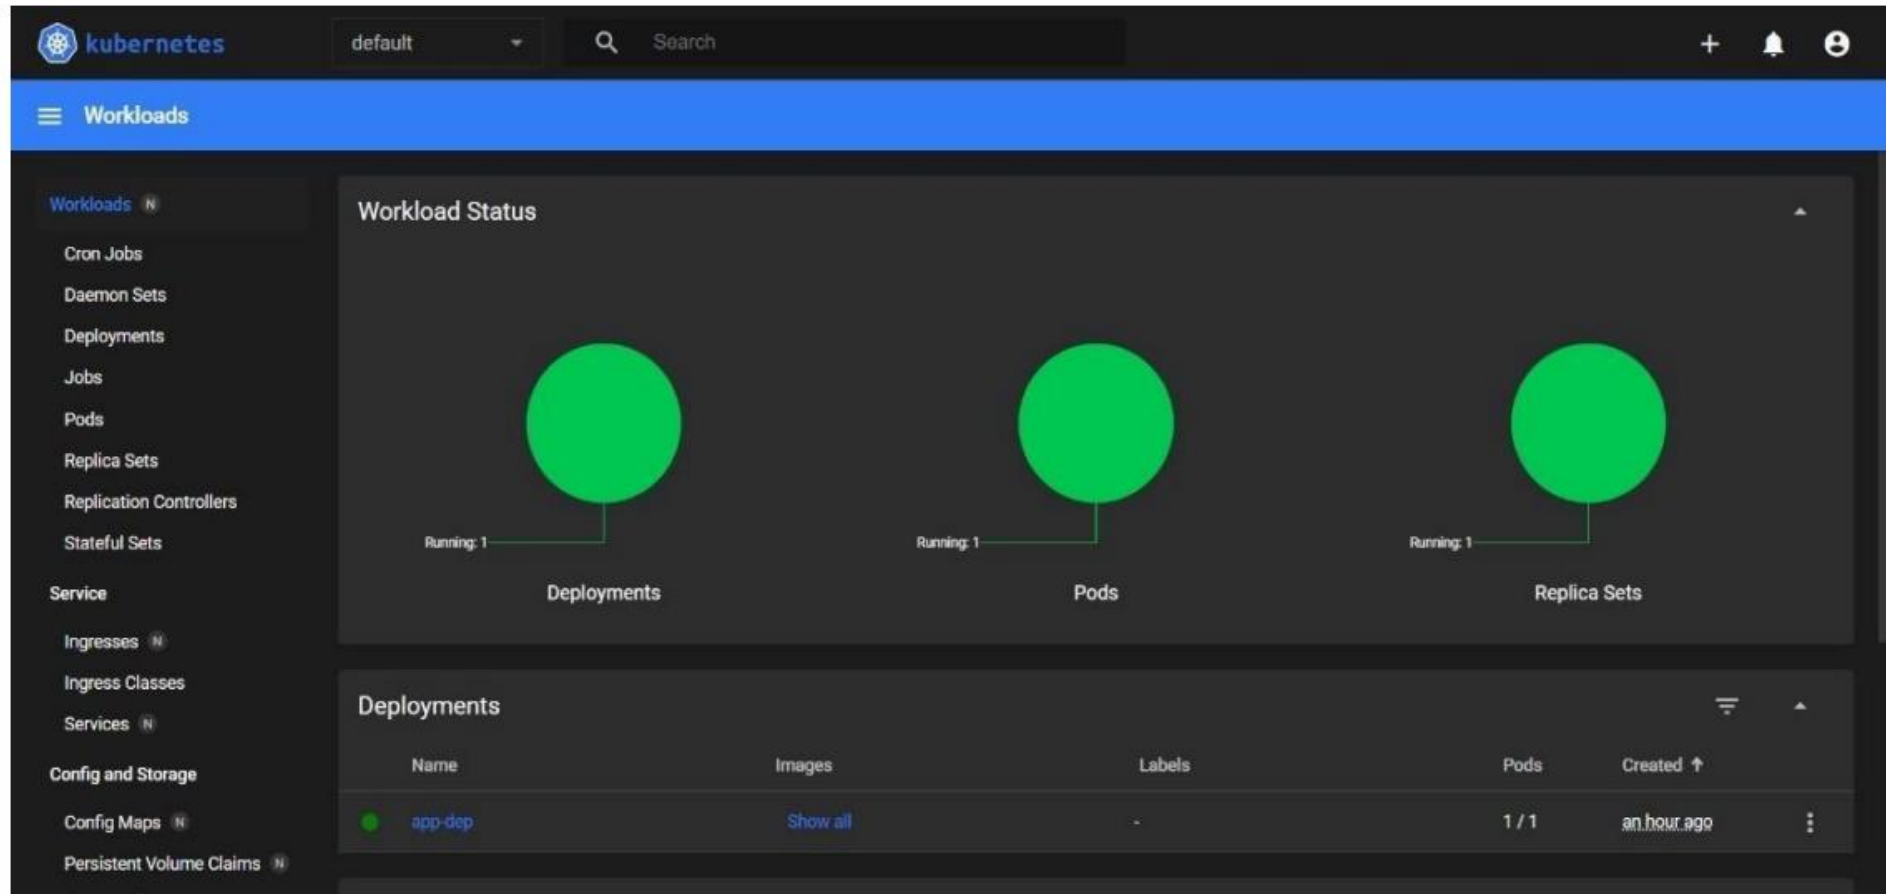 kubernetes
default
Search
Workloads
Workloads N
Cron Jobs
Daemon Sets
Deployments
Jobs
Pods
Replica Sets
Replication Controllers
Stateful Sets
Service
Ingresses N
Ingress Classes
Services N
Config and Storage
Config Maps N
Persistent Volume Claims N
Workload Status
Running: 1
Deployments
Running: 1
Pods
Running: 1
Replica Sets
Deployments
Name Images Labels Pods Created
app-dep Show all - 1 / 1 an hour ago